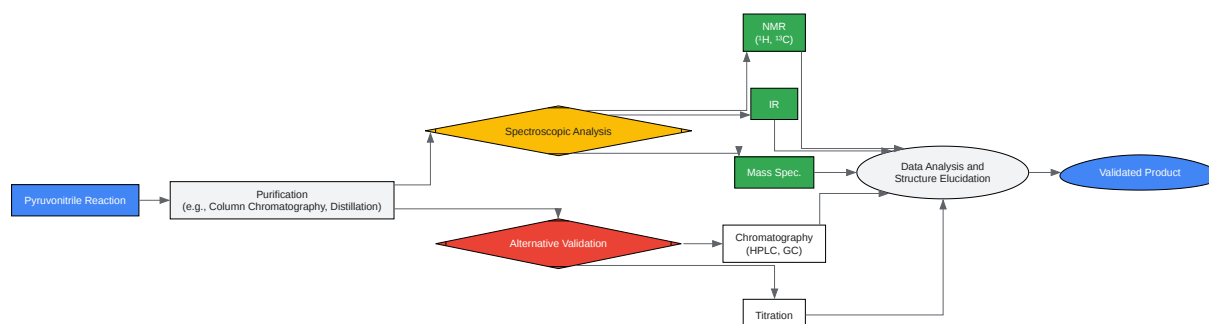 NMR
(¹H, ¹³C)
IR
Spectroscopic Analysis
Mass Spec.
Data Analysis and
Structure Elucidation
Validated Product
Pyruvonitrile Reaction
Purification
(e.g., Column Chromatography, Distillation)
Alternative Validation
Chromatography
(HPLC, GC)
Titration